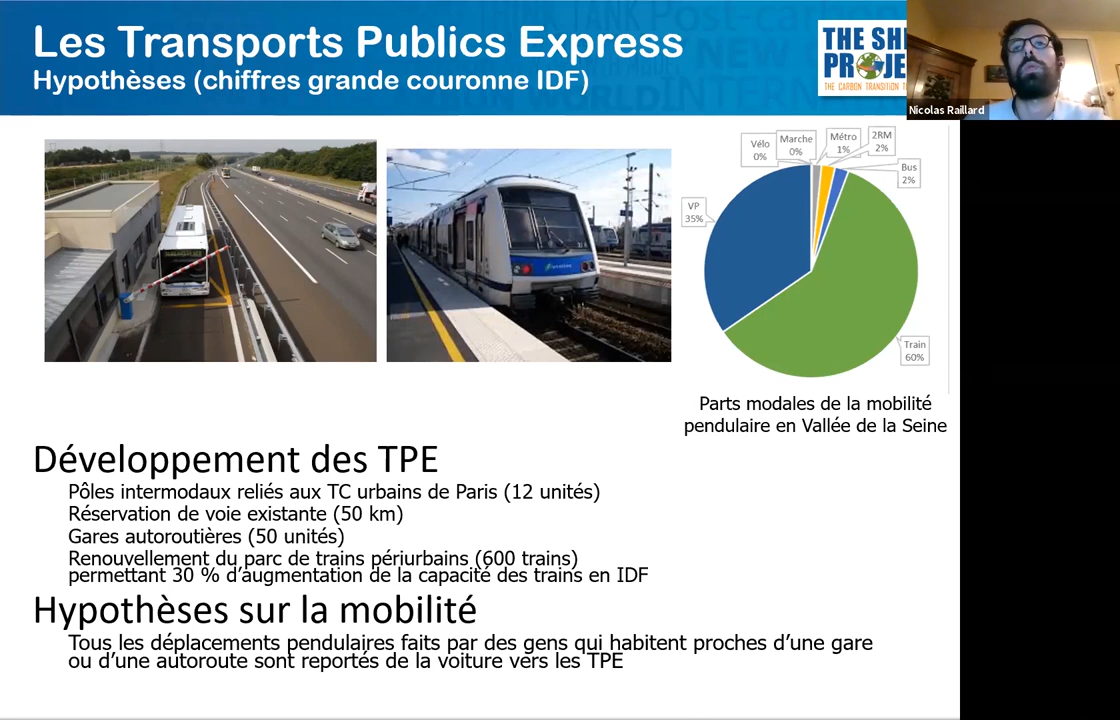 Les Transports Publics Express
Hypothèses (chiffres grande couronne IDF)
THE SHI
PROJE
THE CARBON TRANSITION T
Nicolas Raillard
Vélo
0%
Marche
0%
Métro
1%
2RM
2%
Bus
2%
VP
35%
Train
60%
Parts modales de la mobilité
pendulaire en Vallée de la Seine
Développement des TPE
Pôles intermodaux reliés aux TC urbains de Paris (12 unités)
Réservation de voie existante (50 km)
Gares autoroutières (50 unités)
Renouvellement du parc de trains périurbains (600 trains)
permettant 30 % d’augmentation de la capacité des trains en IDF
Hypothèses sur la mobilité
Tous les déplacements pendulaires faits par des gens qui habitent proches d’une gare
ou d’une autoroute sont reportés de la voiture vers les TPE